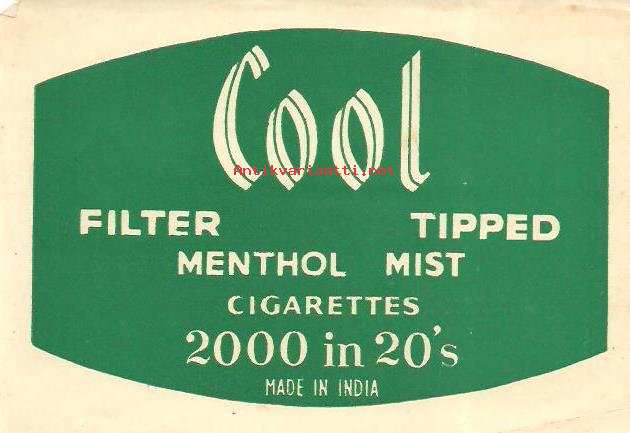 Cool
Antikvariaatti.net
FILTER TIPPED
MENTHOL MIST
CIGARETTES
2000 in 20's
MADE IN INDIA